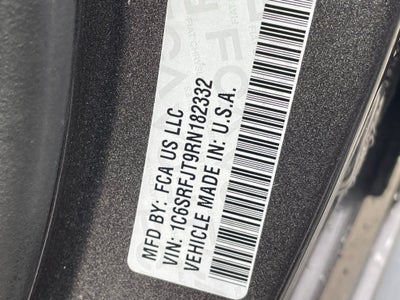 MFD BY: FCA US LLC
VIN: 1C6SRFJT9RN182332
VEHICLE MADE IN: U.S.A.